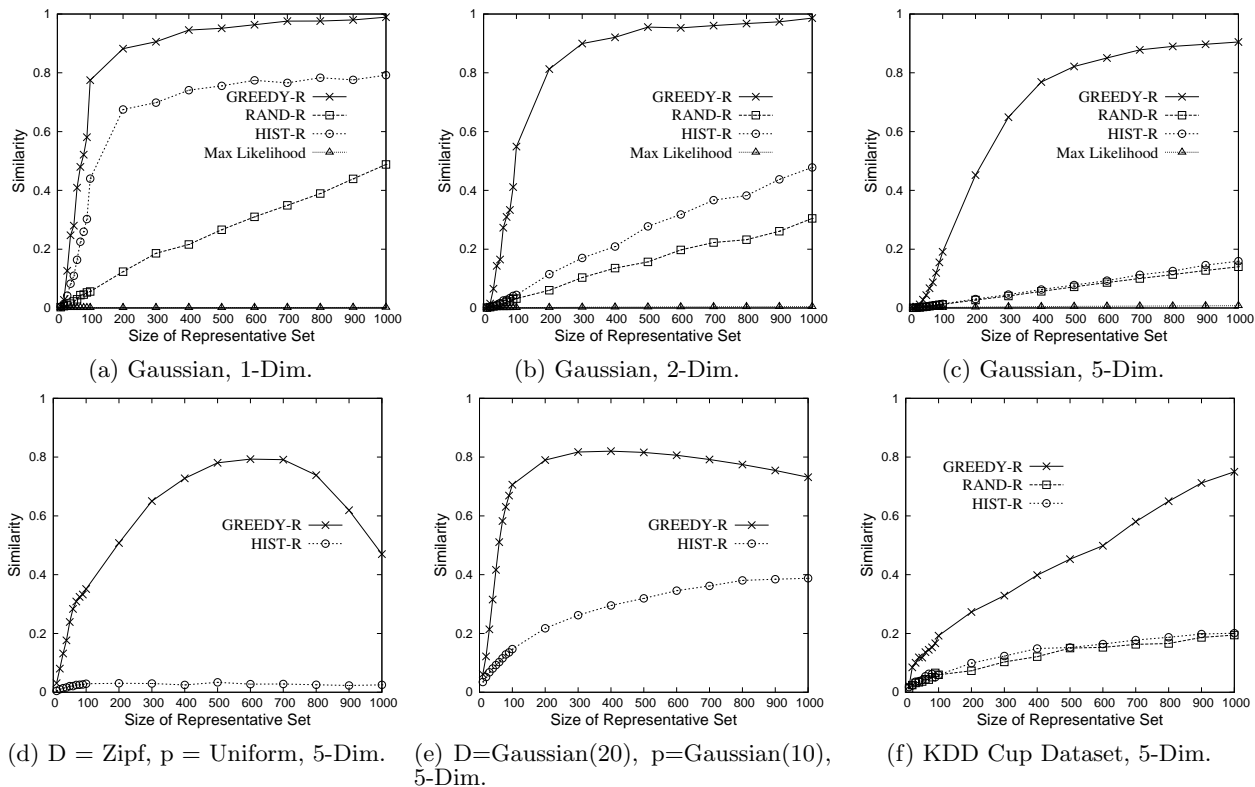 1
0.8
0.6
0.4
0.2
0
Similarity
GREEDY-R
RAND-R
HIST-R
Max Likelihood
0 100 200 300 400 500 600 700 800 900 1000
Size of Representative Set
(a) Gaussian, 1-Dim.
1
0.8
0.6
0.4
0.2
0
Similarity
GREEDY-R
RAND-R
HIST-R
Max Likelihood
0 100 200 300 400 500 600 700 800 900 1000
Size of Representative Set
(b) Gaussian, 2-Dim.
1
0.8
0.6
0.4
0.2
0
Similarity
GREEDY-R
RAND-R
HIST-R
Max Likelihood
0 100 200 300 400 500 600 700 800 900 1000
Size of Representative Set
(c) Gaussian, 5-Dim.
1
0.8
0.6
0.4
0.2
0
Similarity
GREEDY-R
HIST-R
0 100 200 300 400 500 600 700 800 900 1000
Size of Representative Set
(d) D = Zipf, p = Uniform, 5-Dim.
1
0.8
0.6
0.4
0.2
0
Similarity
GREEDY-R
HIST-R
0 100 200 300 400 500 600 700 800 900 1000
Size of Representative Set
(e) D=Gaussian(20), p=Gaussian(10),
5-Dim.
1
0.8
0.6
0.4
0.2
0
Similarity
GREEDY-R
RAND-R
HIST-R
0 100 200 300 400 500 600 700 800 900 1000
Size of Representative Set
(f) KDD Cup Dataset, 5-Dim.